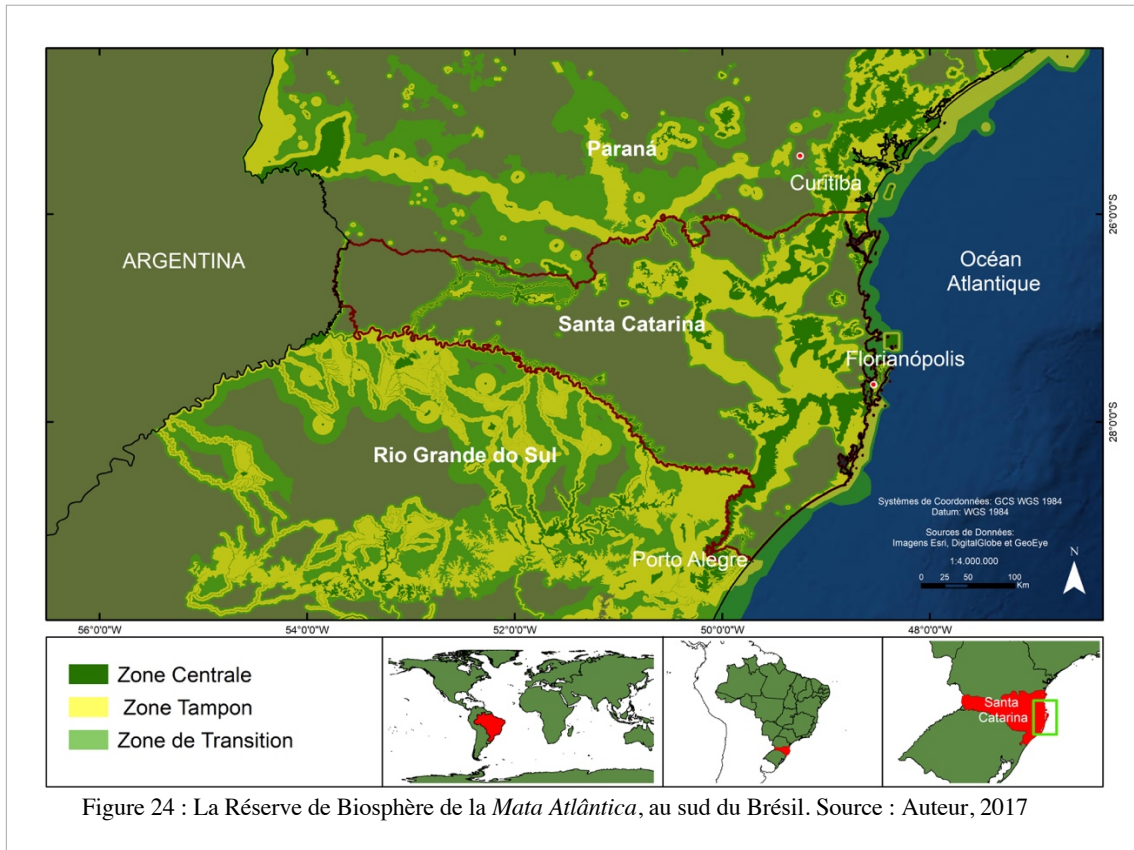 Paraná
Curitiba
26°0'0"S
ARGENTINA
Océan
Atlantique
Santa Catarina
Florianópolis
28°0'0"S
Rio Grande do Sul
Systèmes de Coordonnées: GCS WGS 1984
Datum: WGS 1984
Sources de Données:
Imagens Esri, DigitalGlobe et GeoEye
1:4.000.000
N
Porto Alegre
0 25 50 100
Km
56°0'0"W 54°0'0"W 52°0'0"W 50°0'0"W 48°0'0"W
Zone Centrale
Zone Tampon
Zone de Transition
Santa
Catarina
Figure 24 : La Réserve de Biosphère de la Mata Atlântica, au sud du Brésil. Source : Auteur, 2017